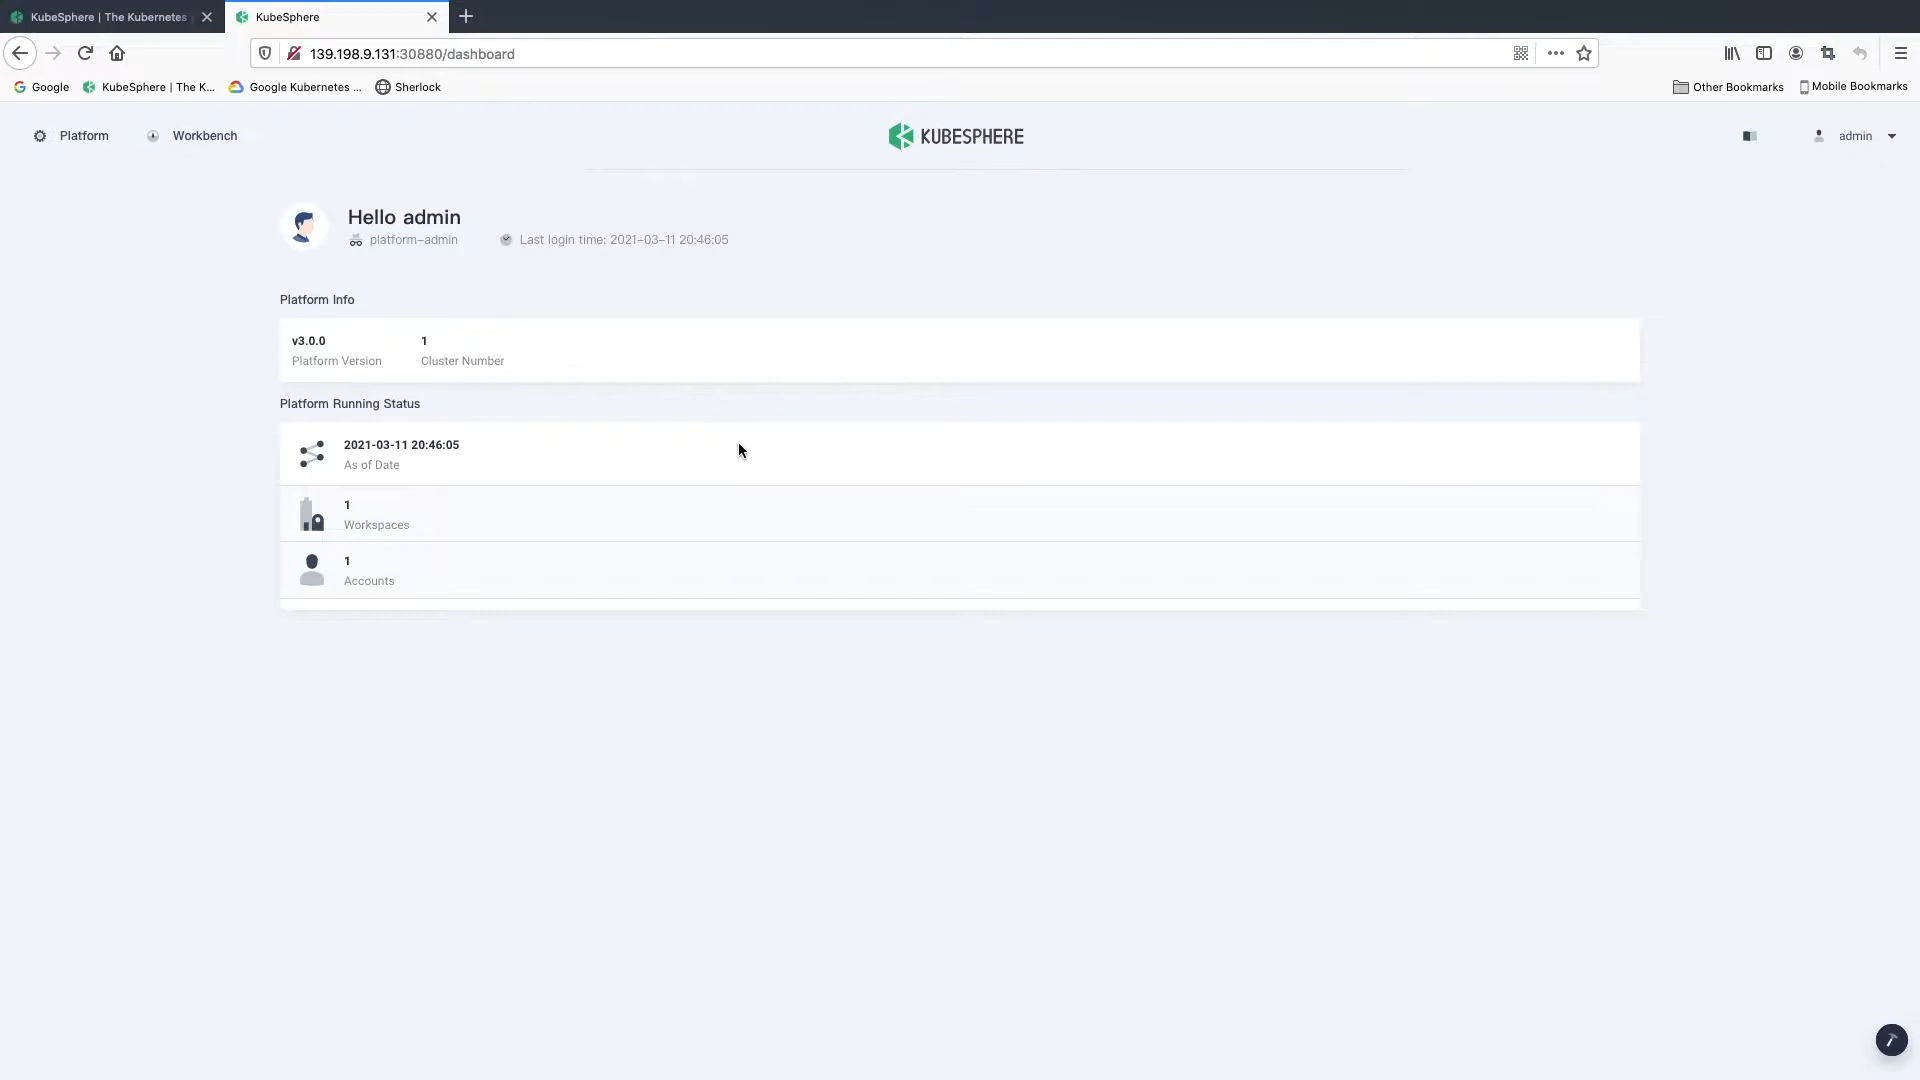 KubeSphere | The Kubernetes
KubeSphere
139.198.9.131:30880/dashboard
Google
KubeSphere | The K...
Google Kubernetes ...
Sherlock
Other Bookmarks
Mobile Bookmarks
Platform
Workbench
KUBESPHERE
admin
Hello admin
platform-admin
Last login time: 2021-03-11 20:46:05
Platform Info
v3.0.0
Platform Version
1
Cluster Number
Platform Running Status
2021-03-11 20:46:05
As of Date
1
Workspaces
1
Accounts